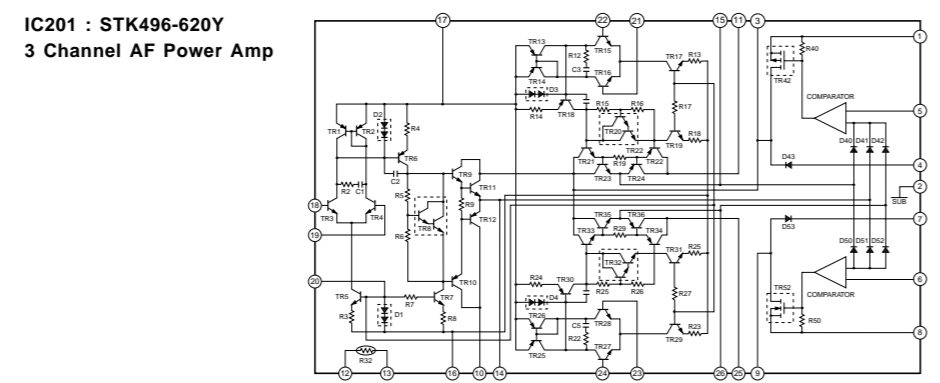 IC201 : STK496-620Y
3 Channel AF Power Amp
17 22 21 15 11 3
TR13 TR15 TR17 R13 1
R12 R40
C3 TR16 TR42
TR14 COMPARATOR
D3
D2 R15 R16 R17 5
R14 TR18 TR20
TR1 TR2 R4 TR22 TR19 R18 D40 D41 D42
TR6 TR21 R19 TR22
TR9 TR23 TR24 D43 4
C2 TR11
R2 C1 R5 R9 2
18 TR3 TR4 TR8 TR12 SUB
TR35 TR36 D53 7
19 R6 TR33 R29 TR34 D50 D51 D52
TR32 TR31 R25
20 TR10 R24 TR30 6
R25 R26 R27 TR52
TR5 R7 TR7 D4 COMPARATOR
R3 D1 R8 TR26 C5 TR28 R50
R22 R23 8
TR25 TR27 TR29
R32
12 13 16 10 14 24 23 26 25 9